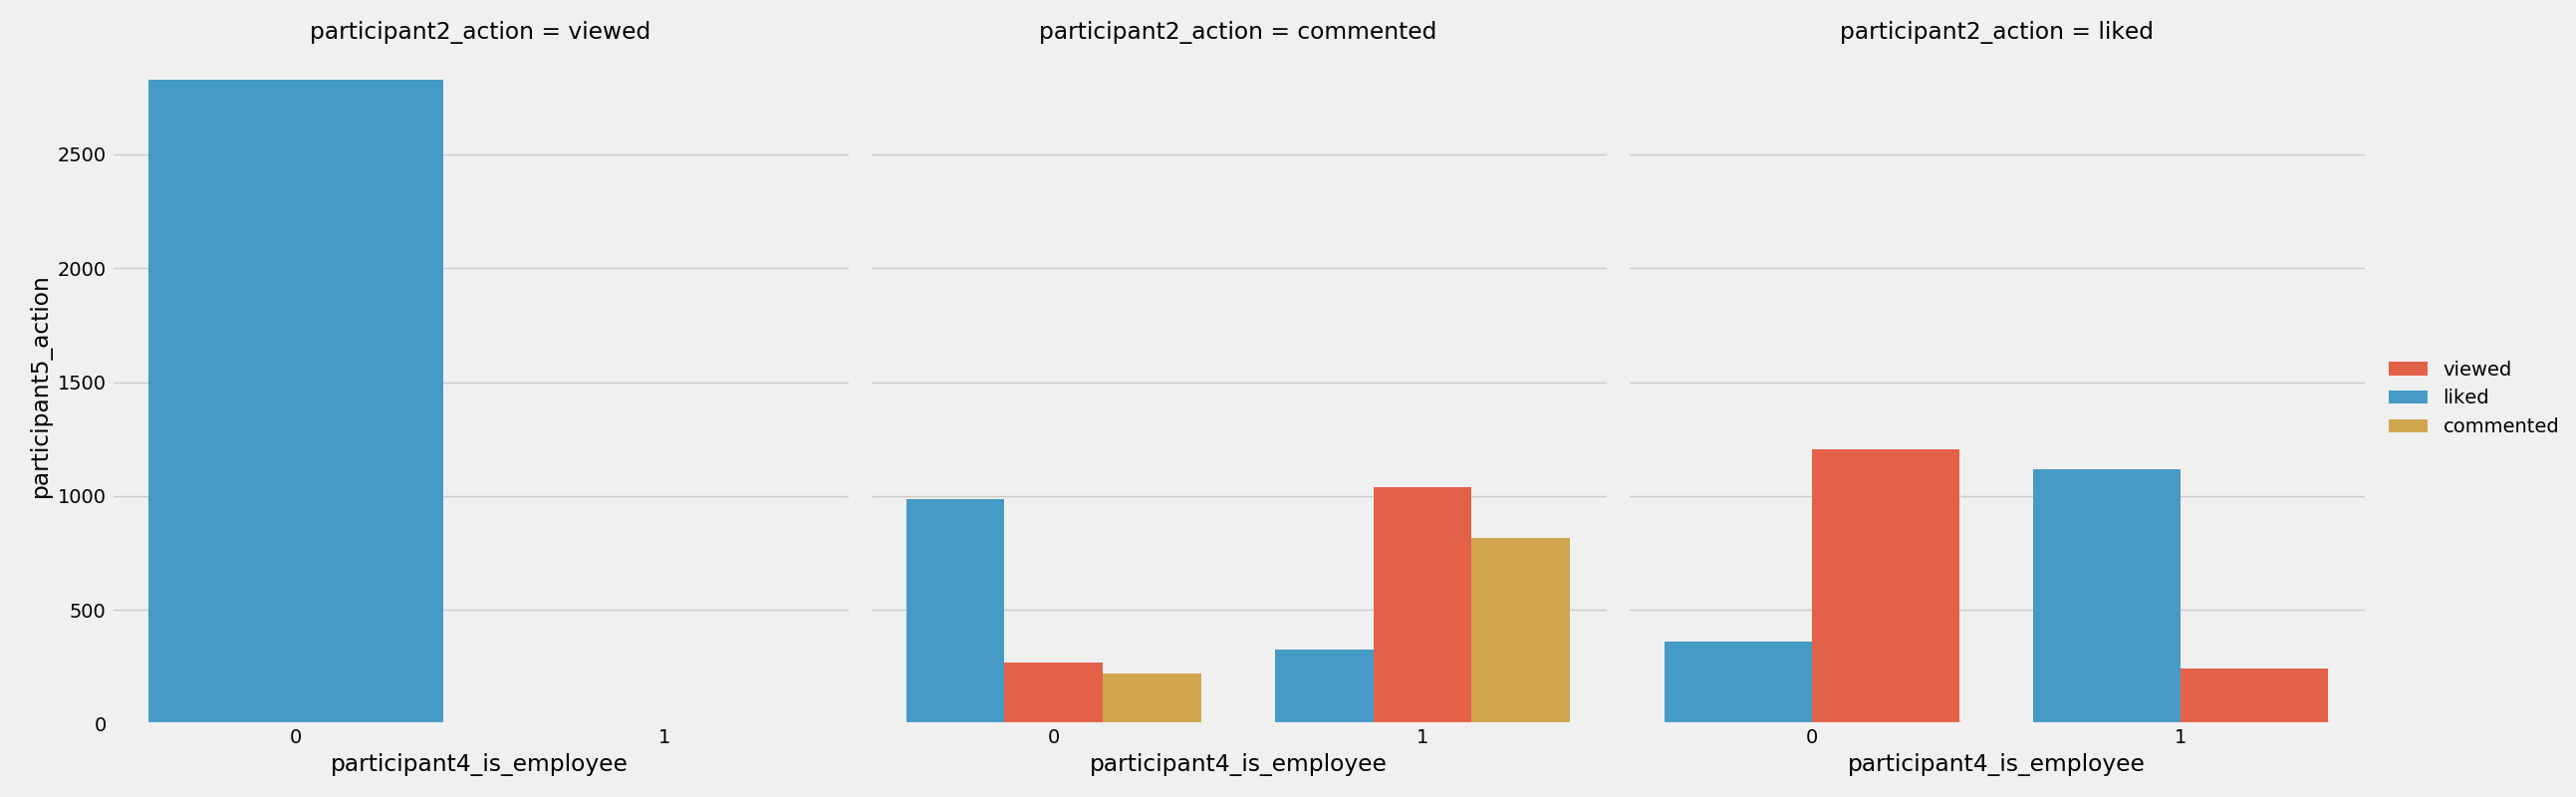 participant2_action = viewed
participant2_action = commented
participant2_action = liked
participant5_action
2500
2000
1500
1000
500
0
0 1
0 1
0 1
participant4_is_employee
participant4_is_employee
participant4_is_employee
viewed
liked
commented